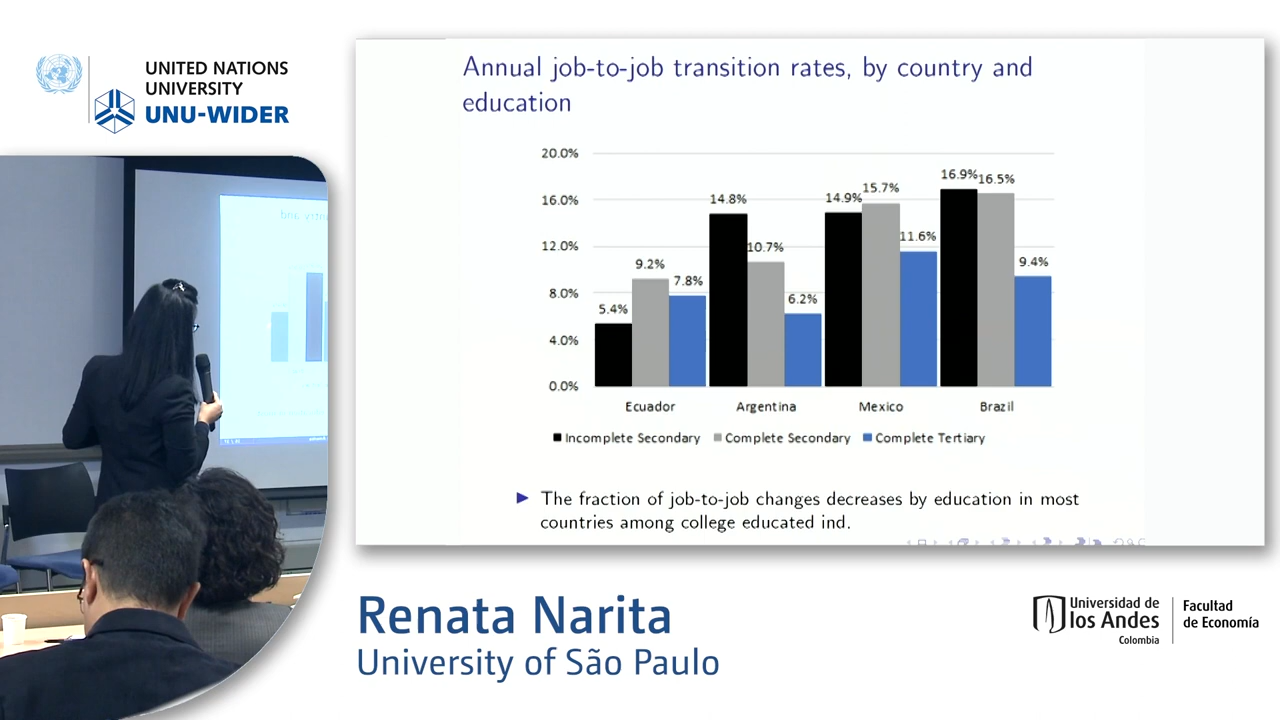 UNITED NATIONS
UNIVERSITY
UNU-WIDER
Annual job-to-job transition rates, by country and
education
20.0%
16.0%
12.0%
8.0%
4.0%
0.0%
5.4%
9.2%
7.8%
14.8%
10.7%
6.2%
14.9%
15.7%
11.6%
16.9%
16.5%
9.4%
Ecuador
Argentina
Mexico
Brazil
Incomplete Secondary
Complete Secondary
Complete Tertiary
The fraction of job-to-job changes decreases by education in most
countries among college educated ind.
Renata Narita
University of São Paulo
Universidad de
los Andes
Colombia
Facultad
de Economía